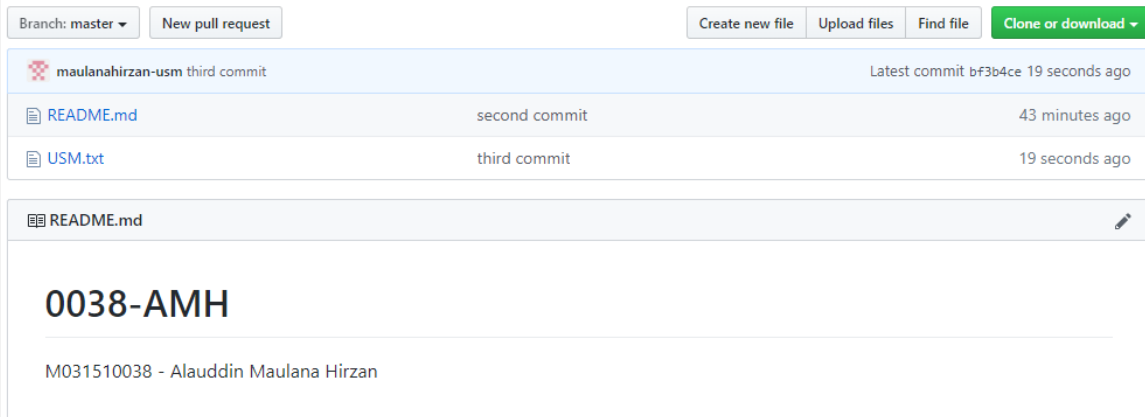 Branch: master New pull request Create new file Upload files Find file Clone or download
maulanahirzan-usm third commit Latest commit bf3b4ce 19 seconds ago
README.md second commit 43 minutes ago
USM.txt third commit 19 seconds ago
README.md
0038-AMH
M031510038 - Alauddin Maulana Hirzan